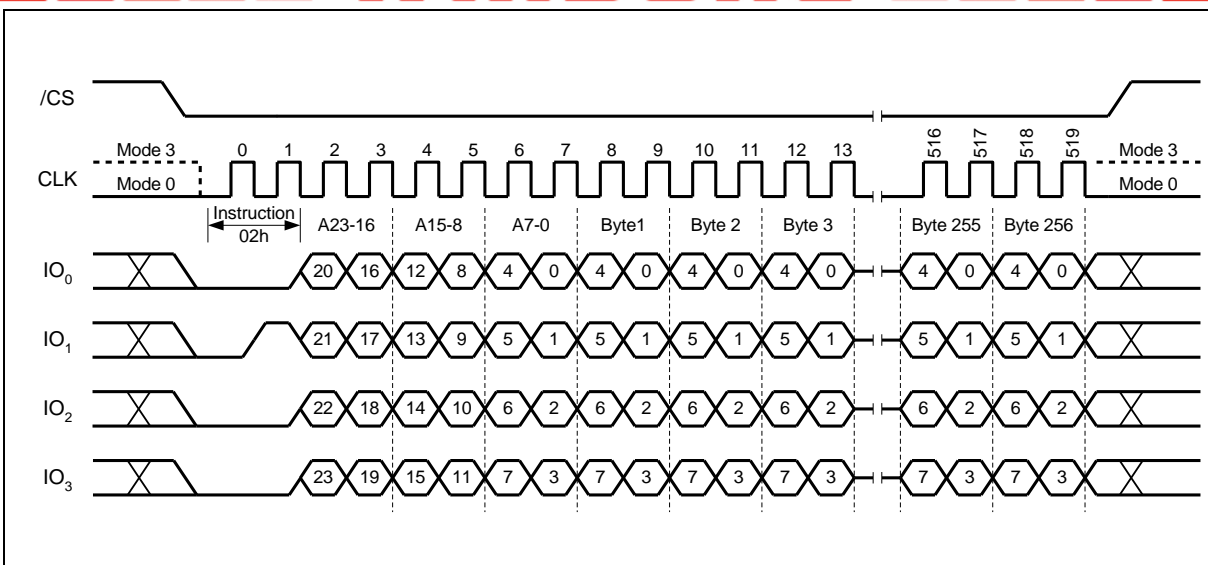 /CS
Mode 3 0 1 2 3 4 5 6 7 8 9 10 11 12 13 516 517 518 519 Mode 3
CLK
Mode 0 Mode 0
Instruction
02h A23-16 A15-8 A7-0 Byte1 Byte 2 Byte 3 Byte 255 Byte 256
IO0 20 16 12 8 4 0 4 0 4 0 4 0 4 0 4 0
IO1 21 17 13 9 5 1 5 1 5 1 5 1 5 1 5 1
IO2 22 18 14 10 6 2 6 2 6 2 6 2 6 2 6 2
IO3 23 19 15 11 7 3 7 3 7 3 7 3 7 3 7 3